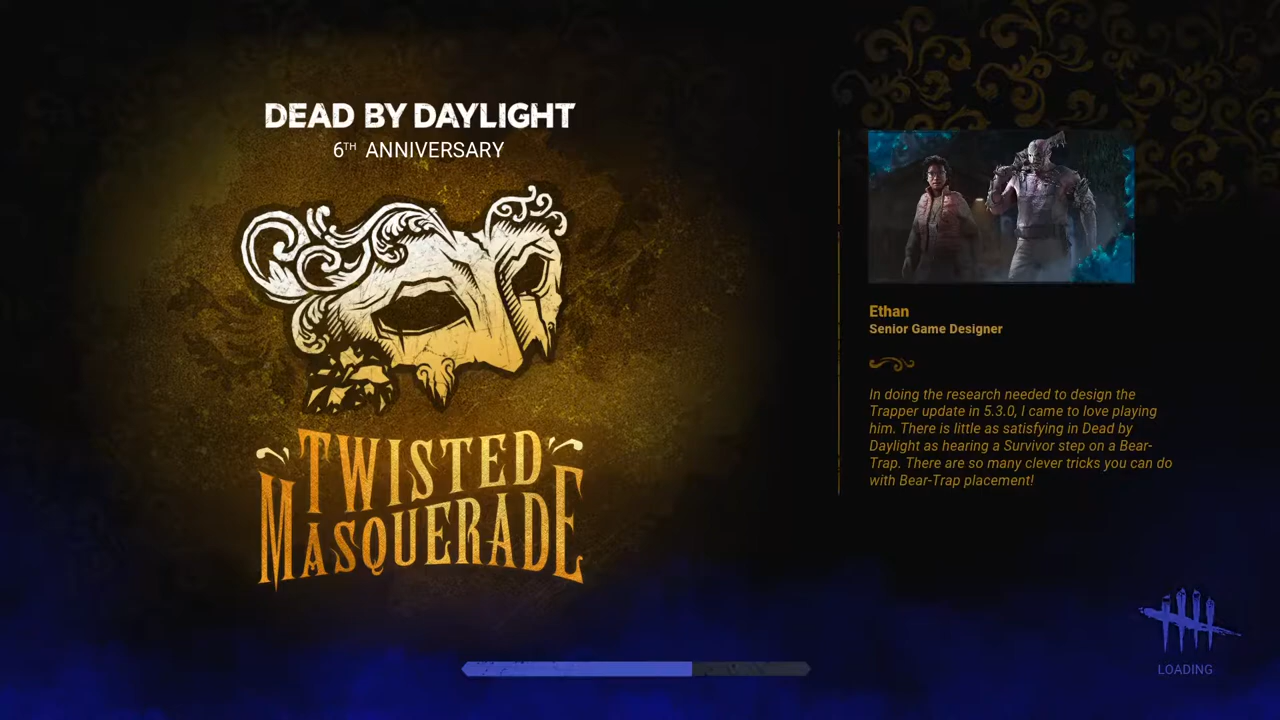 DEAD BY DAYLIGHT
6TH ANNIVERSARY
TWISTED
MASQUERADE
Ethan
Senior Game Designer
In doing the research needed to design the
Trapper update in 5.3.0, I came to love playing
him. There is little as satisfying in Dead by
Daylight as hearing a Survivor step on a Bear-
Trap. There are so many clever tricks you can do
with Bear-Trap placement!
LOADING